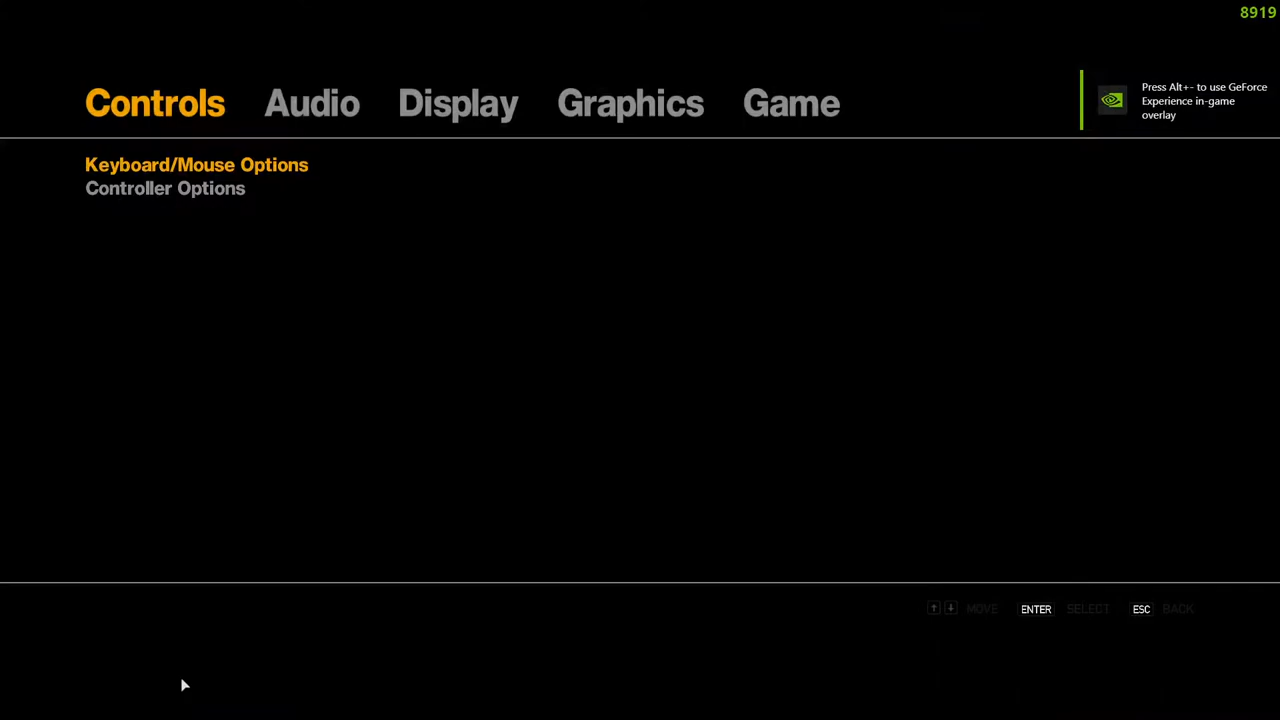 8919
Controls Audio Display Graphics Game
Press Alt+- to use GeForce
Experience in-game
overlay
Keyboard/Mouse Options
Controller Options
MOVE ENTER SELECT ESC BACK